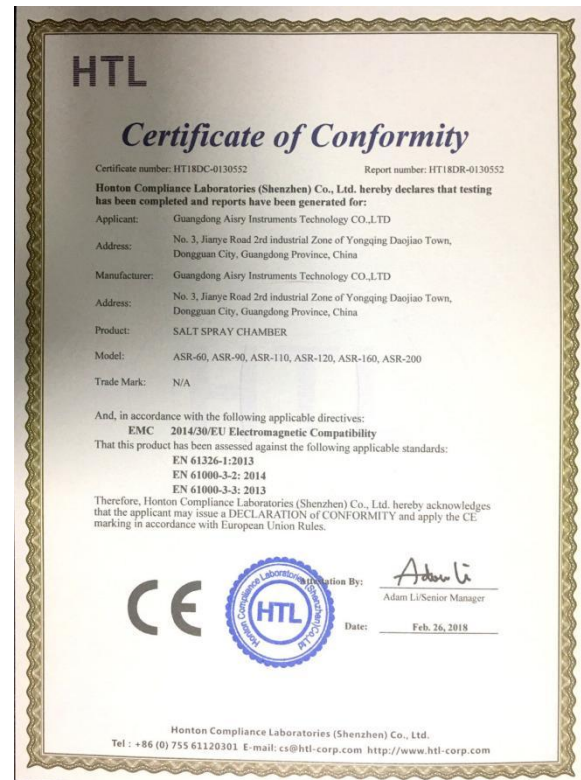 HTL
Certificate of Conformity
Certificate number: HT18DC-0130552 Report number: HT18DR-0130552
Honton Compliance Laboratories (Shenzhen) Co., Ltd. hereby declares that testing
has been completed and reports have been generated for:
Applicant: Guangdong Aisry Instruments Technology CO.,LTD
Address: No. 3, Jianye Road 2rd industrial Zone of Yongqing Daojiao Town,
Dongguan City, Guangdong Province, China
Manufacturer: Guangdong Aisry Instruments Technology CO.,LTD
Address: No. 3, Jianye Road 2rd industrial Zone of Yongqing Daojiao Town,
Dongguan City, Guangdong Province, China
Product: SALT SPRAY CHAMBER
Model: ASR-60, ASR-90, ASR-110, ASR-120, ASR-160, ASR-200
Trade Mark: N/A
And, in accordance with the following applicable directives:
EMC 2014/30/EU Electromagnetic Compatibility
That this product has been assessed against the following applicable standards:
EN 61326-1:2013
EN 61000-3-2: 2014
EN 61000-3-3: 2013
Therefore, Honton Compliance Laboratories (Shenzhen) Co., Ltd. hereby acknowledges
that the applicant may issue a DECLARATION of CONFORMITY and apply the CE
marking in accordance with European Union Rules.
CE
Honton Compliance Laboratories (Shenzhen) Co., Ltd
HTL
Attestation By: Adam Li
Adam Li/Senior Manager
Date: Feb. 26, 2018
Honton Compliance Laboratories (Shenzhen) Co., Ltd.
Tel : +86 (0) 755 61120301 E-mail: cs@htl-corp.com http://www.htl-corp.com